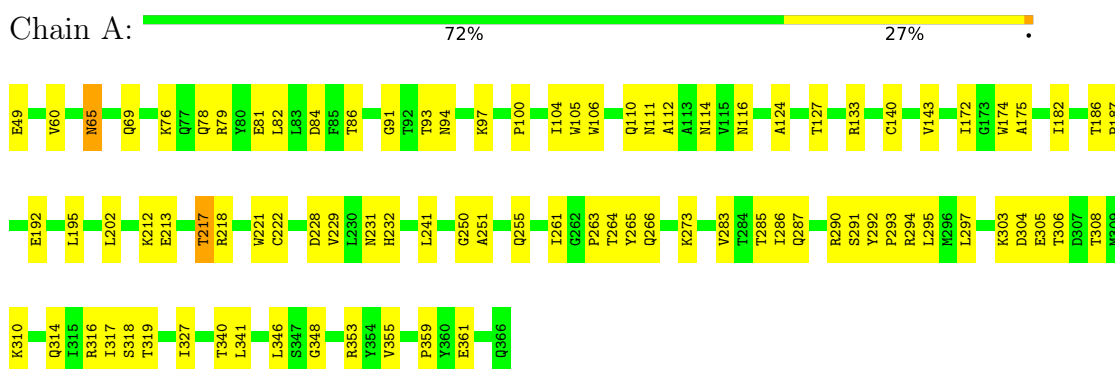 Chain A:
72% 27% •
E49 V60 N65 Q69 K76 Q77 Q78 R79 Y80 E81 L82 L83 D84 F85 T86 G91 T92 T93 N94 K97 P100 I104 W105 W106 Q110 N111 A112 A113 N114 V115 N116 A124 T127 R133 C140 V143 I172 G173 W174 A175 I182 T186
E192 L195 L202 K212 E213 T217 R218 W221 C222 D228 V229 L230 N231 H232 L241 G250 A251 Q255 I261 G262 P263 T264 Y265 Q266 K273 V283 T284 T285 I286 Q287 R290 S291 Y292 P293 R294 L295 M296 L297 K303 D304 E305 T306 D307 T308 M309
K310 Q314 I315 R316 I317 S318 T319 I327 T340 L341 L346 S347 G348 R353 Y354 V355 P359 Y360 E361 Q366